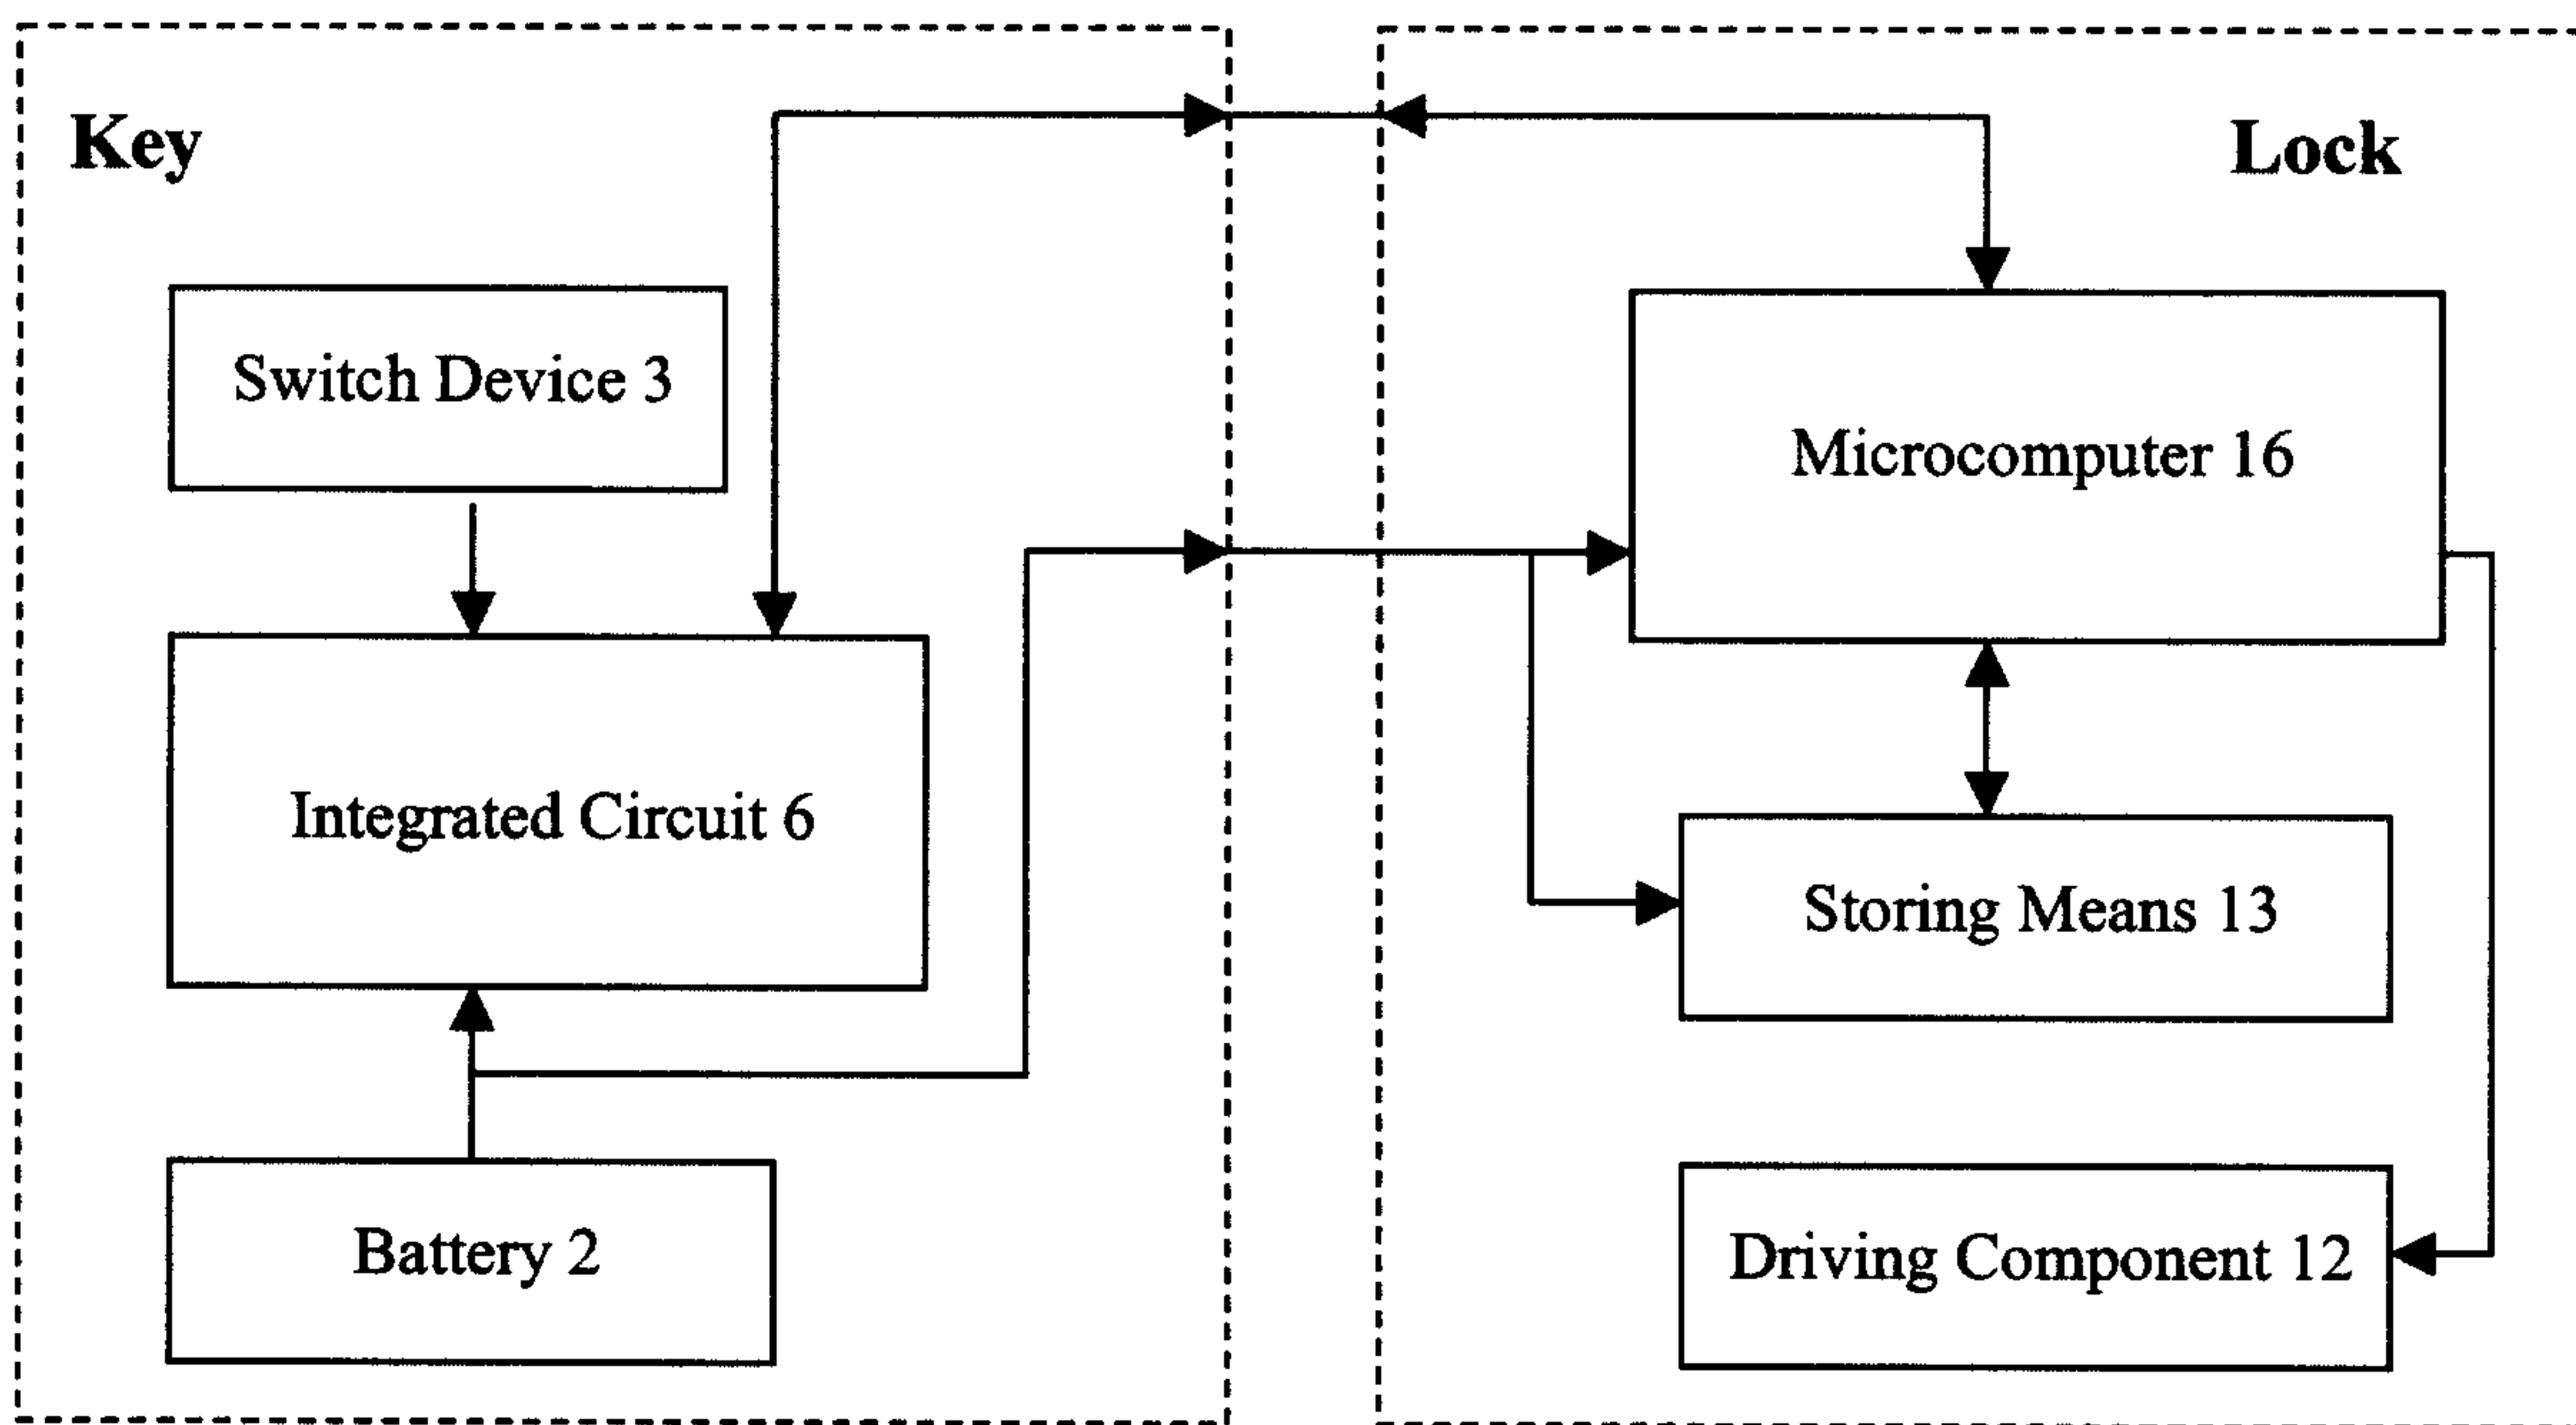 Key
Lock
Switch Device 3
Microcomputer 16
Integrated Circuit 6
Storing Means 13
Battery 2
Driving Component 12